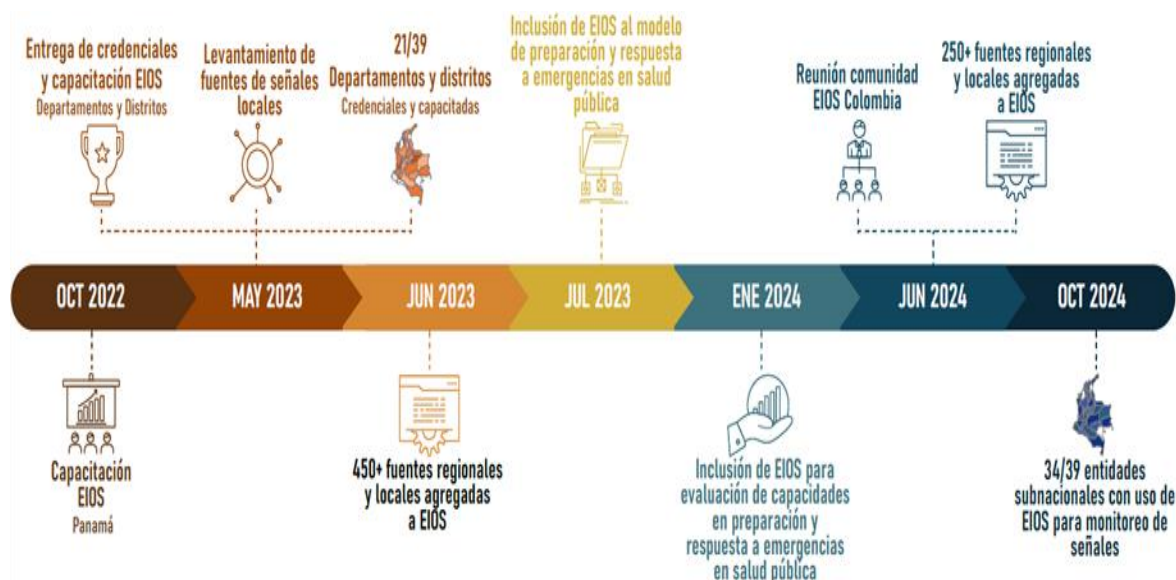 Entrega de credenciales
y capacitación EIOS
Departamentos y Distritos
Levantamiento de
fuentes de señales
locales
21/39
Departamentos y distritos
Credenciales y capacitadas
Inclusión de EIOS al modelo
de preparación y respuesta
a emergencias en salud
pública
Reunión comunidad
EIOS Colombia
250+ fuentes regionales
y locales agregadas
a EIOS
OCT 2022
MAY 2023
JUN 2023
JUL 2023
ENE 2024
JUN 2024
OCT 2024
Capacitación
EIOS
Panamá
450+ fuentes regionales
y locales agregadas
a EIOS
Inclusión de EIOS para
evaluación de capacidades
en preparación y
respuesta a emergencias
en salud pública
34/39 entidades
subnacionales con uso de
EIOS para monitoreo de
señales